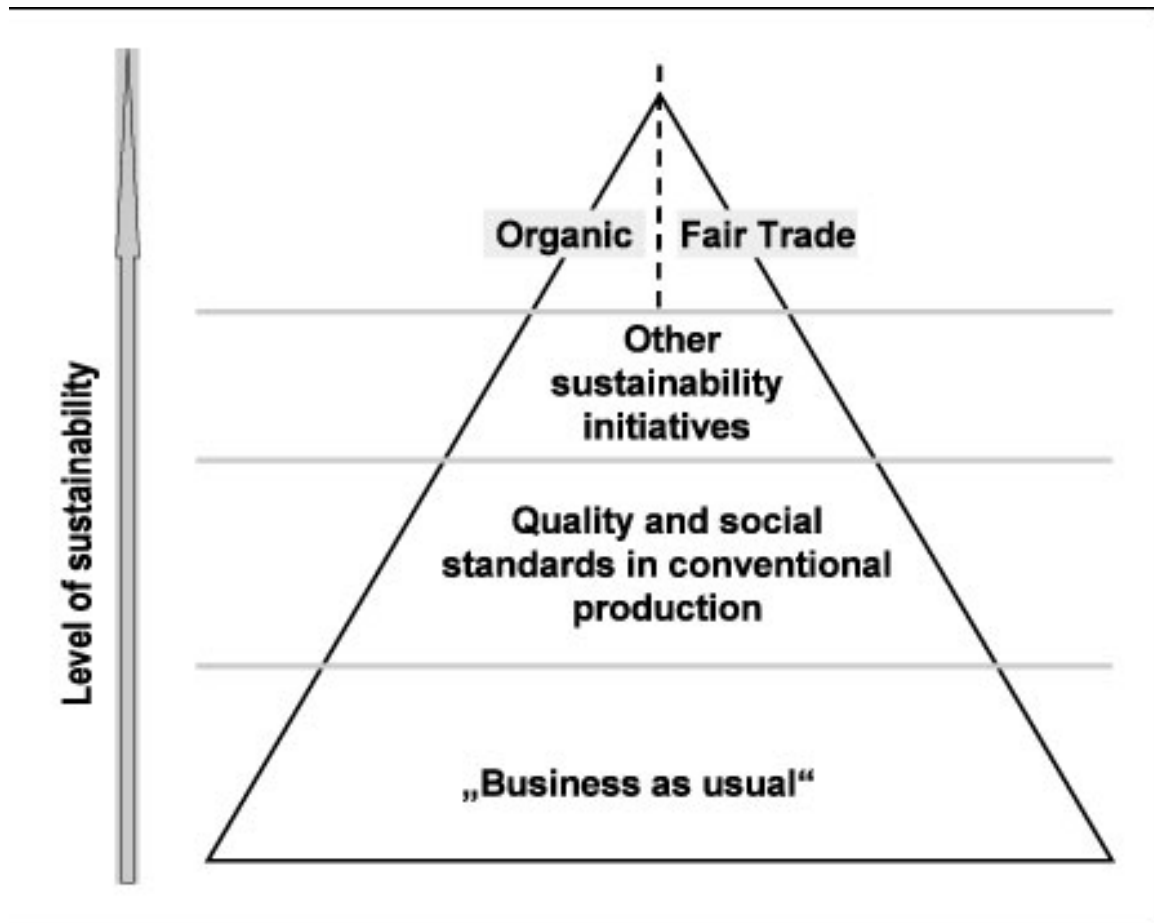 Organic Fair Trade
Other
sustainability
initiatives
Quality and social
standards in conventional
production
„Business as usual“
Level of sustainability